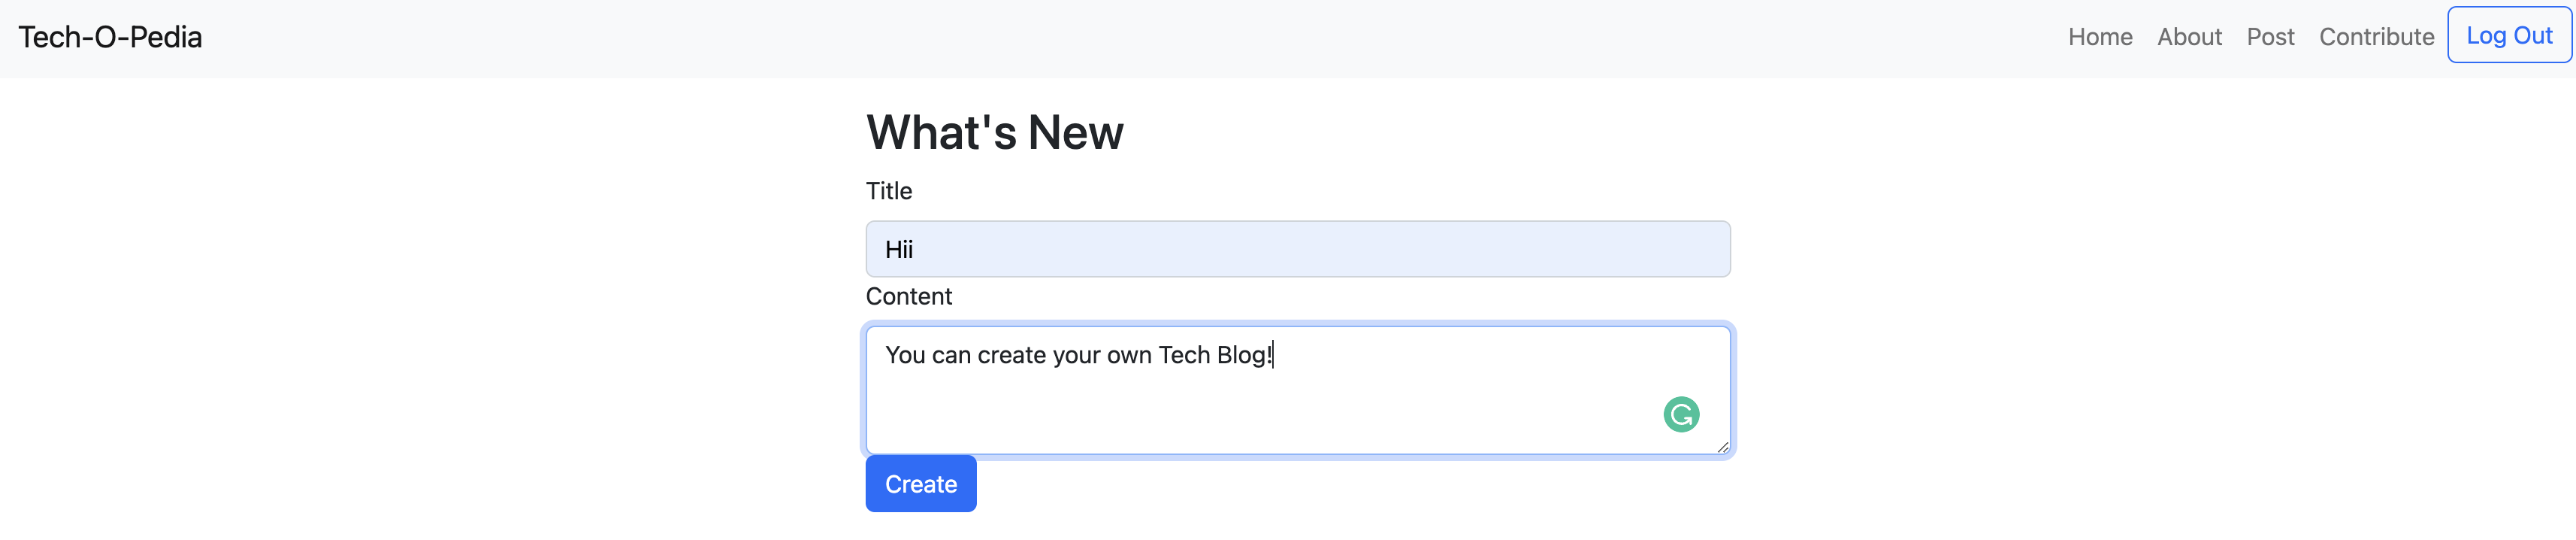 Tech-O-Pedia
Home About Post Contribute Log Out
What's New
Title
Hii
Content
You can create your own Tech Blog!
Create